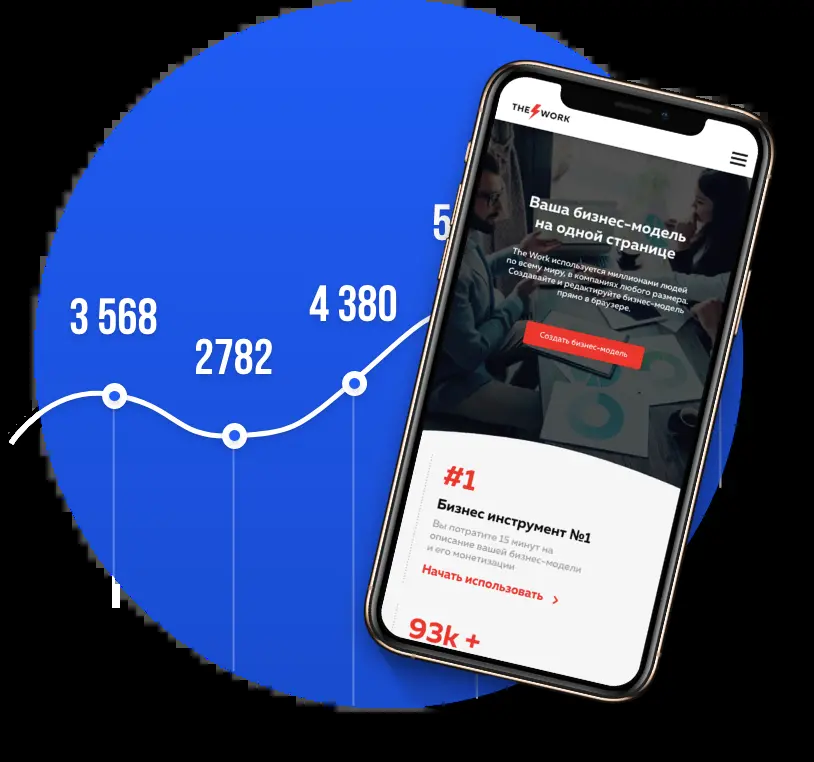 5
3 568
4 380
2782
THE WORK
Ваша бизнес-модель
на одной странице
The Work используется миллионами людей
по всему миру, в компаниях любого размера.
Создавайте и редактируйте бизнес-модель
прямо в браузере.
Создать бизнес-модель
#1
Бизнес инструмент №1
Вы потратите 15 минут на
описание вашей бизнес-модели
и его монетизации
Начать использовать
93k +